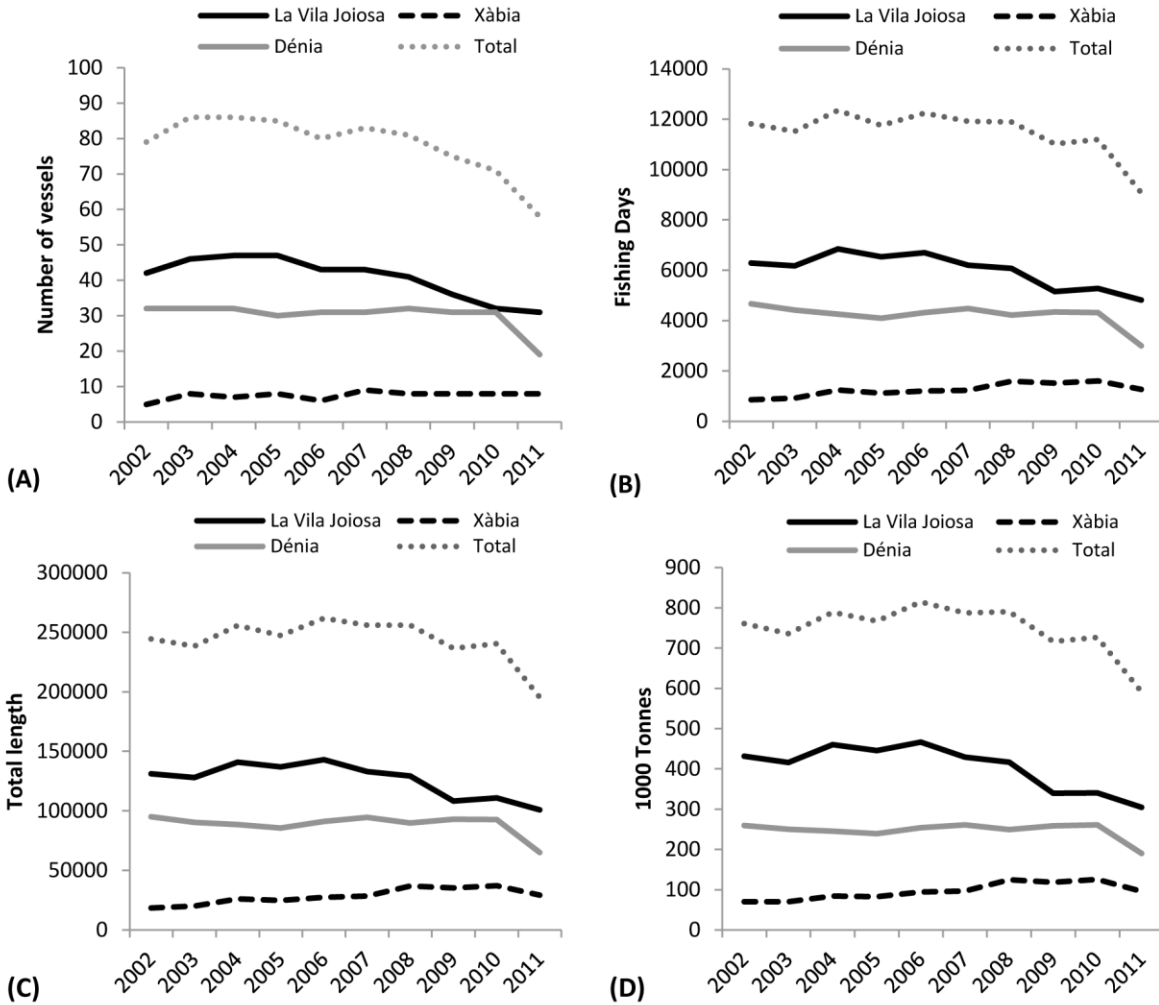 La Vila Joiosa Xàbia
Dénia Total
Number of vessels
100
90
80
70
60
50
40
30
20
10
0
2002 2003 2004 2005 2006 2007 2008 2009 2010 2011
(A)
La Vila Joiosa Xàbia
Dénia Total
Fishing Days
14000
12000
10000
8000
6000
4000
2000
0
2002 2003 2004 2005 2006 2007 2008 2009 2010 2011
(B)
La Vila Joiosa Xàbia
Dénia Total
Total length
300000
250000
200000
150000
100000
50000
0
2002 2003 2004 2005 2006 2007 2008 2009 2010 2011
(C)
La Vila Joiosa Xàbia
Dénia Total
1000 Tonnes
900
800
700
600
500
400
300
200
100
0
2002 2003 2004 2005 2006 2007 2008 2009 2010 2011
(D)